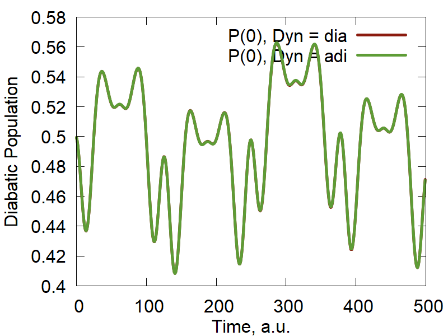 P(0), Dyn = dia
P(0), Dyn = adi
Diabatic Population
0.58
0.56
0.54
0.52
0.5
0.48
0.46
0.44
0.42
0.4
0 100 200 300 400 500
Time, a.u.